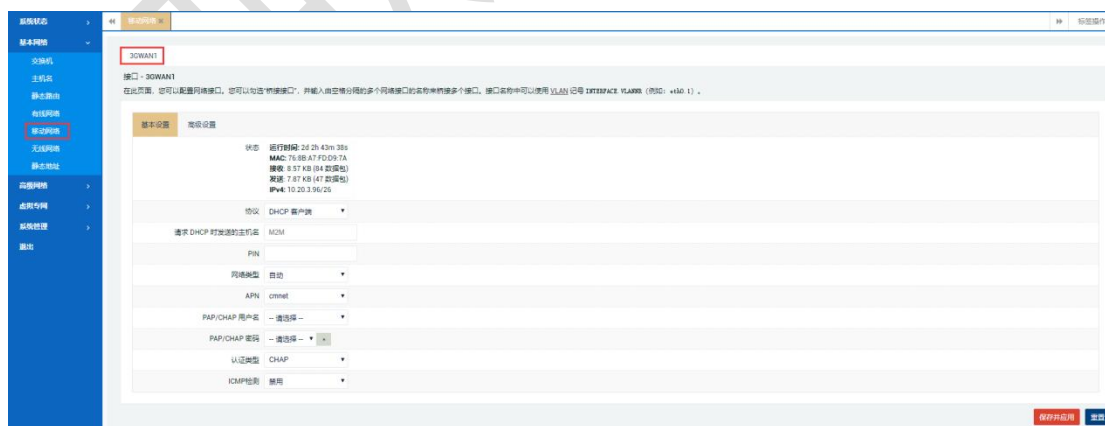 系统状态
基本网络
交换机
主机名
静态路由
有线网络
移动网络
无线网络
静态地址
高级网络
虚拟专网
系统管理
退出
移动网络
标签操作
3GWAN1
接口 - 3GWAN1
在此页面，您可以配置网络接口。您可以勾选"桥接接口"，并输入由空格分隔的多个网络接口的名称来桥接多个接口。接口名称中可以使用 VLAN 记号 INTERFACE.VLANNR（例如：eth0.1）。
基本设置 高级设置
状态 运行时间: 2d 2h 43m 38s
MAC: 76:8B:A7:FD:D9:7A
接收: 8.57 KB (84 数据包)
发送: 7.87 KB (47 数据包)
IPv4: 10.20.3.96/26
协议 DHCP 客户端
请求 DHCP 时发送的主机名 M2M
PIN
网络类型 自动
APN cmnet
PAP/CHAP 用户名 -- 请选择 --
PAP/CHAP 密码 -- 请选择 --
认证类型 CHAP
ICMP检测 禁用
保存并应用 重置